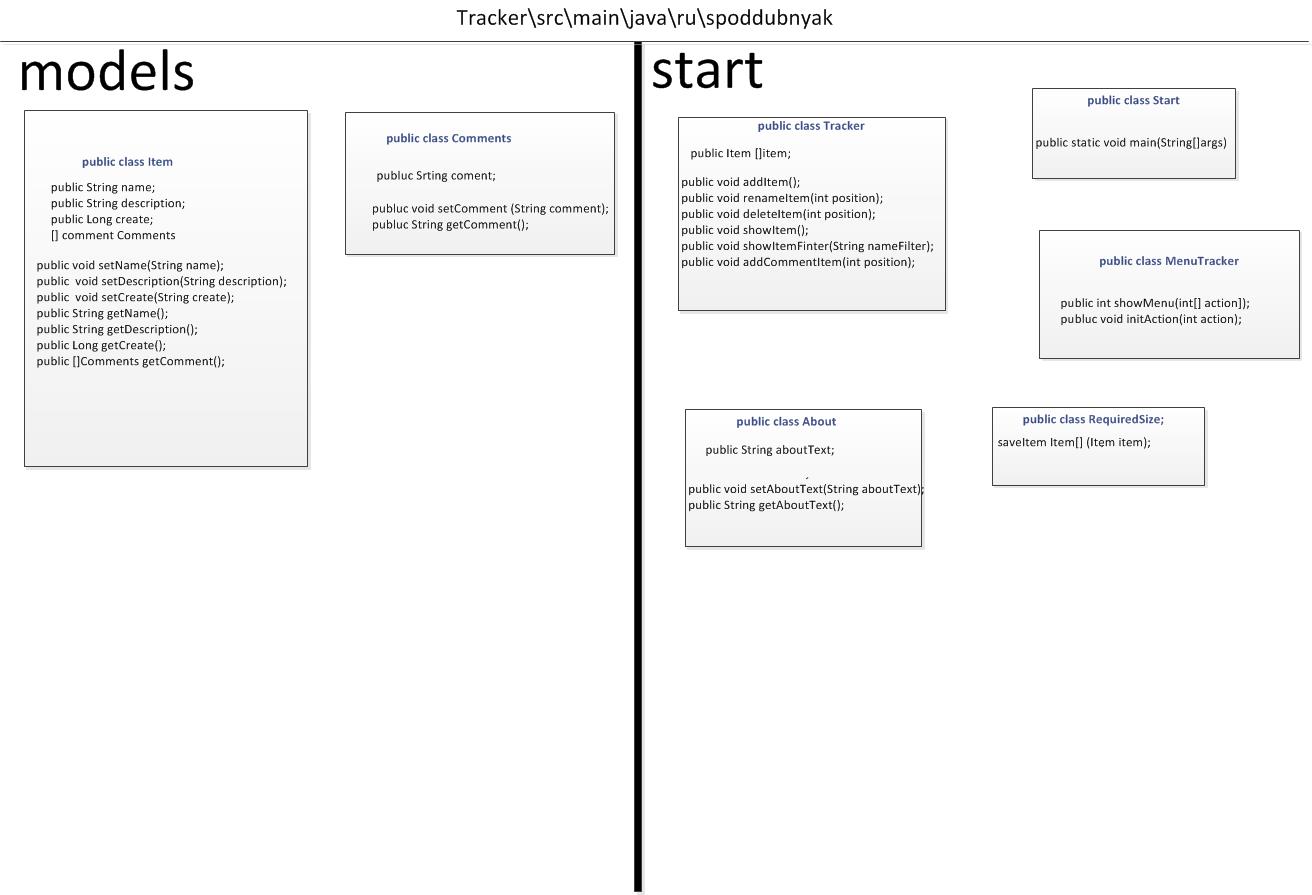 Tracker\src\main\java\ru\spoddubnyak
models
public class Item
public String name;
public String description;
public Long create;
[] comment Comments
public void setName(String name);
public  void setDescription(String description);
public  void setCreate(String create);
public String getName();
public String getDescription();
public Long getCreate();
public []Comments getComment();
public class Comments
publuc Srting coment;
publuc void setComment (String comment);
publuc String getComment();
start
public class Tracker
public Item []item;
public void addItem();
public void renameItem(int position);
public void deleteItem(int position);
public void showItem();
public void showItemFinter(String nameFilter);
public void addCommentItem(int position);
public class Start
public static void main(String[]args)
public class MenuTracker
public int showMenu(int[] action]);
publuc void initAction(int action);
public class About
public String aboutText;
public void setAboutText(String aboutText);
public String getAboutText();
public class RequiredSize;
saveItem Item[] (Item item);